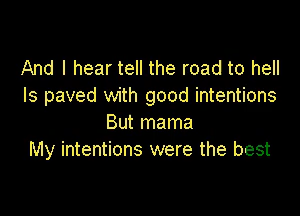 And I hear tell the road to hell
Is paved with good intentions
But mama
My intentions were the best